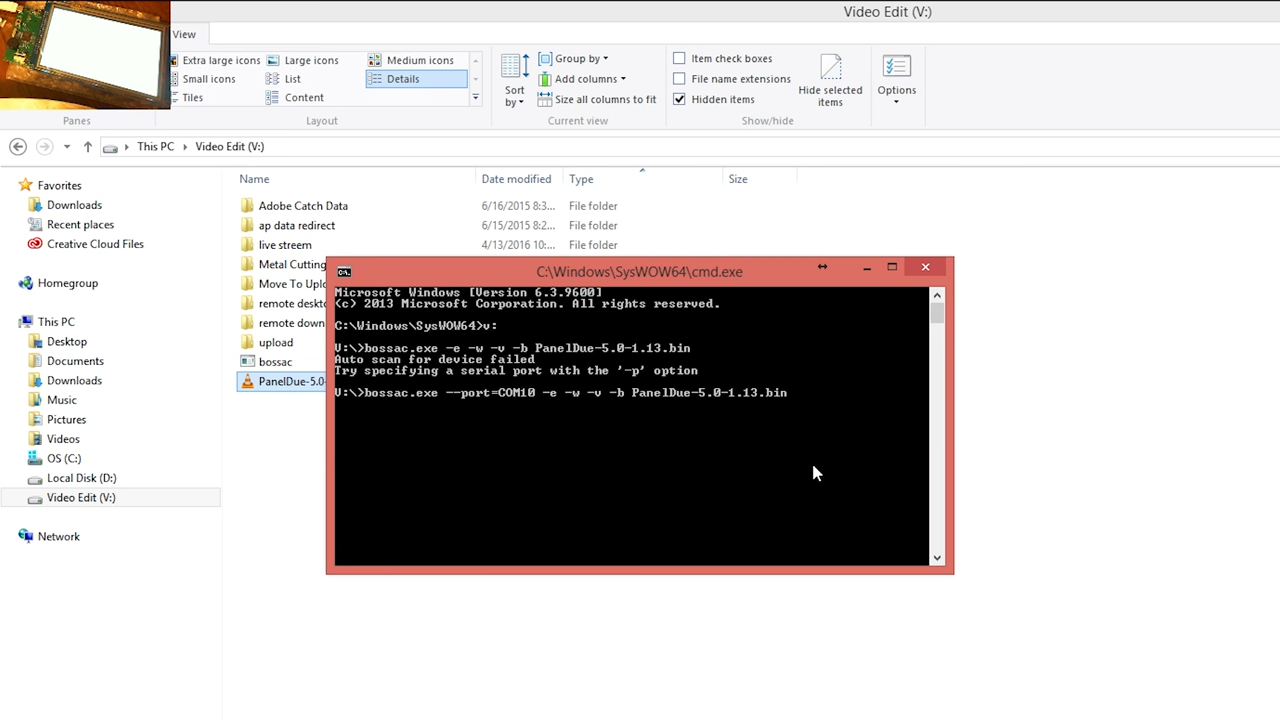 Video Edit (V:)
View
Extra large icons
Large icons
Medium icons
Small icons
List
Details
Tiles
Content
Sort by
Group by
Add columns
Size all columns to fit
Item check boxes
File name extensions
Hidden items
Hide selected items
Options
Panes
Layout
Current view
Show/hide
This PC
Video Edit (V:)
Name
Date modified
Type
Size
Favorites
Downloads
Recent places
Creative Cloud Files
Homegroup
This PC
Desktop
Documents
Downloads
Music
Pictures
Videos
OS (C:)
Local Disk (D:)
Video Edit (V:)
Network
Adobe Catch Data 6/16/2015 8:3... File folder
ap data redirect 6/15/2015 8:2... File folder
live streem 4/13/2016 10:... File folder
Metal Cutting
Move To Uplo
remote deskto
remote down
upload
bossac
PanelDue-5.0-
C:\Windows\SysWOW64\cmd.exe
Microsoft Windows [Version 6.3.9600]
(c) 2013 Microsoft Corporation. All rights reserved.
C:\Windows\SysWOW64>v:
V:\>bossac.exe -e -w -v -b PanelDue-5.0-1.13.bin
Auto scan for device failed
Try specifying a serial port with the '-p' option
V:\>bossac.exe --port=COM10 -e -w -v -b PanelDue-5.0-1.13.bin